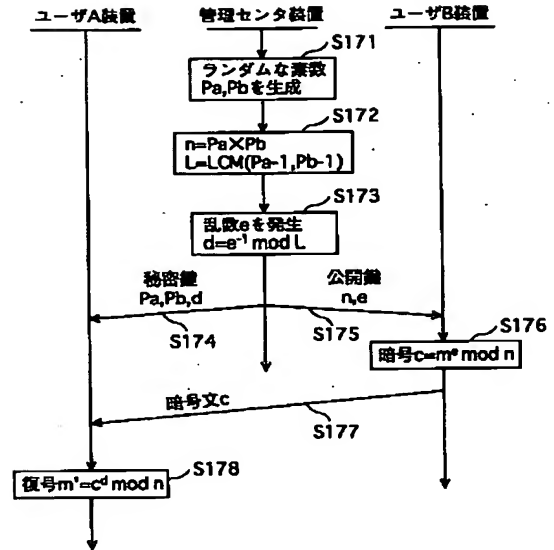 ユーザA装置
管理センタ装置
ユーザB装置
S171
ランダムな素数
Pa,Pbを生成
S172
n=Pa×Pb
L=LCM(Pa-1,Pb-1)
S173
乱数eを発生
d=e⁻¹ mod L
秘密鍵
Pa,Pb,d
公開鍵
n,e
S174
S175
S176
暗号c=mᵉ mod n
暗号文c
S177
S178
復号m'=cᵈ mod n